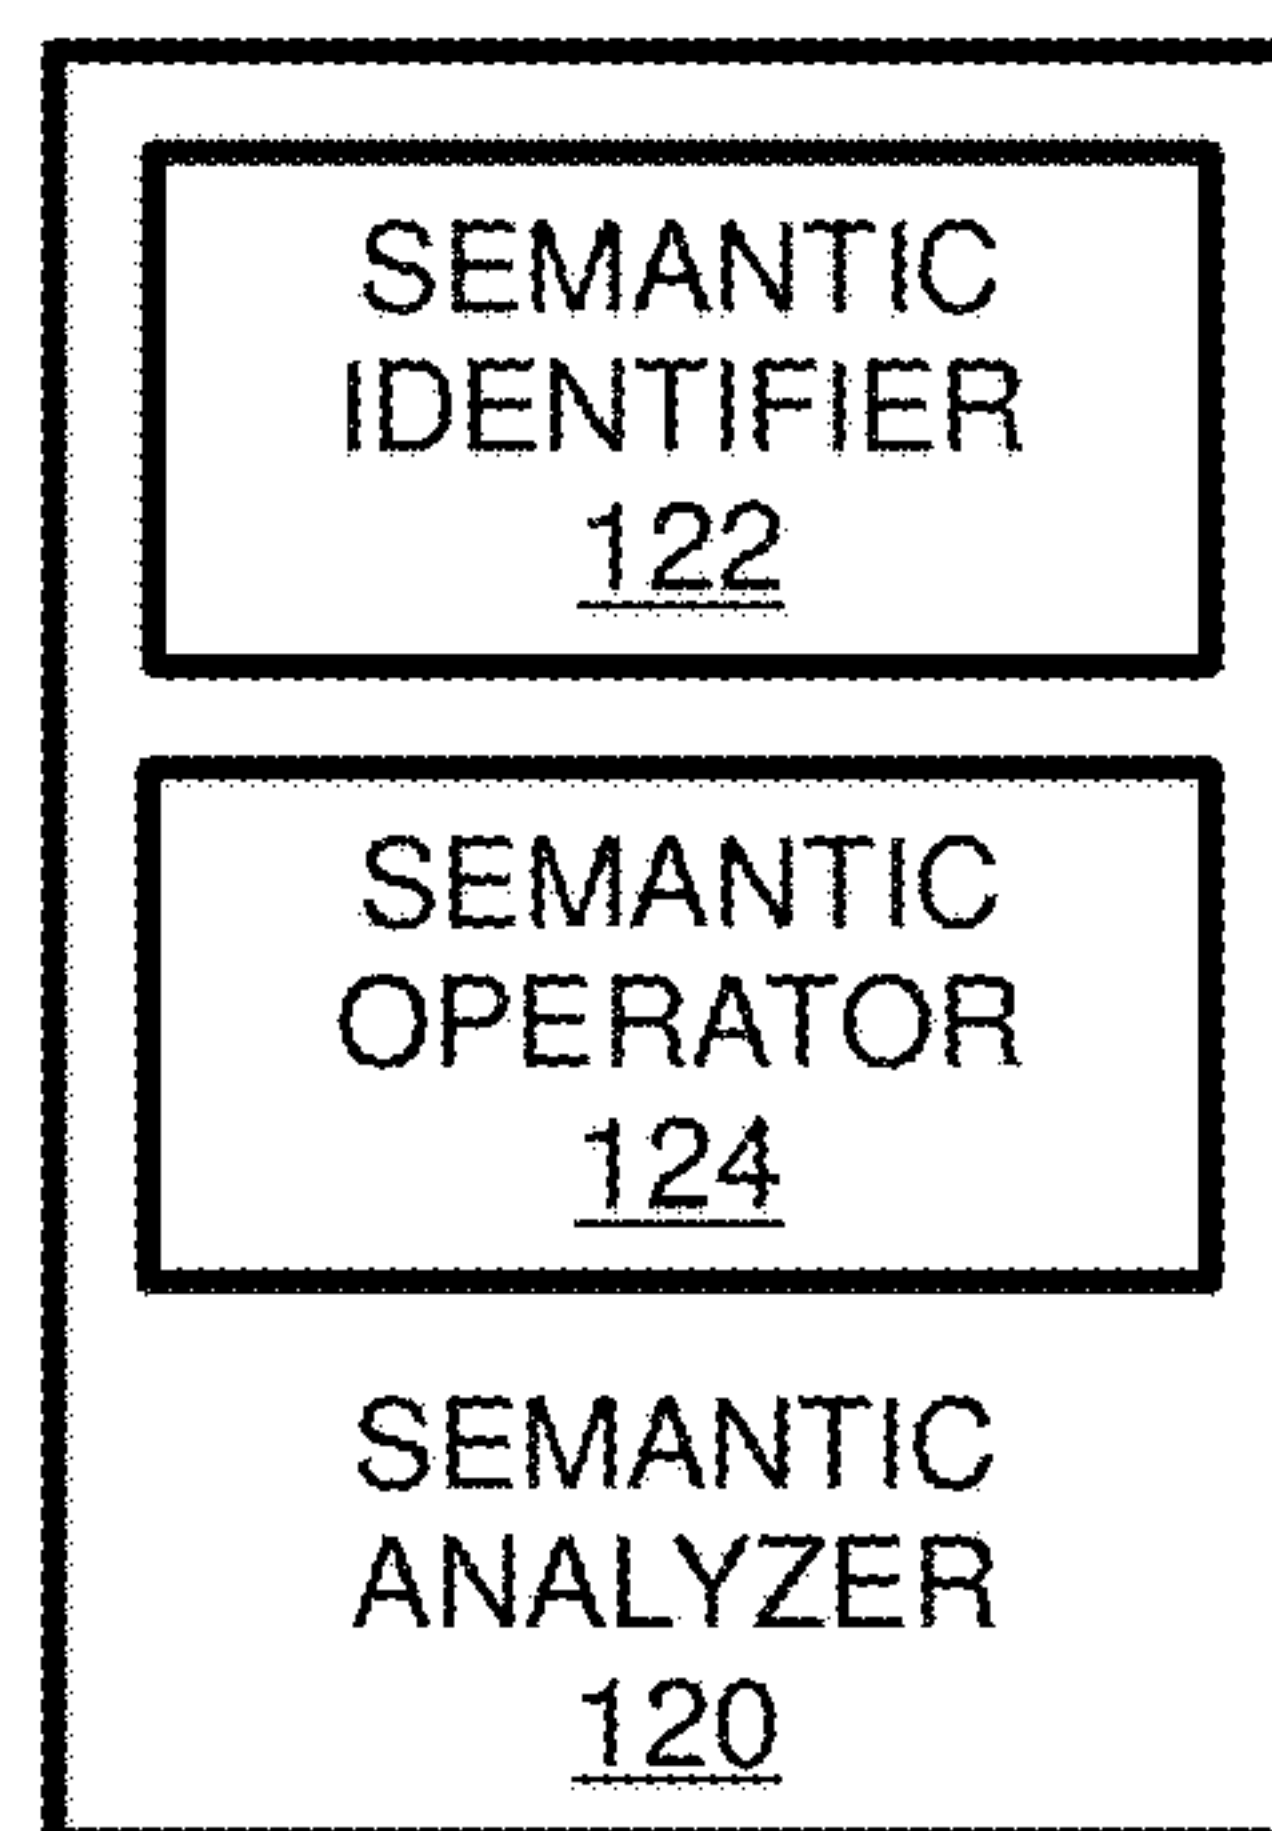 SEMANTIC
IDENTIFIER
122
SEMANTIC
OPERATOR
124
SEMANTIC
ANALYZER
120